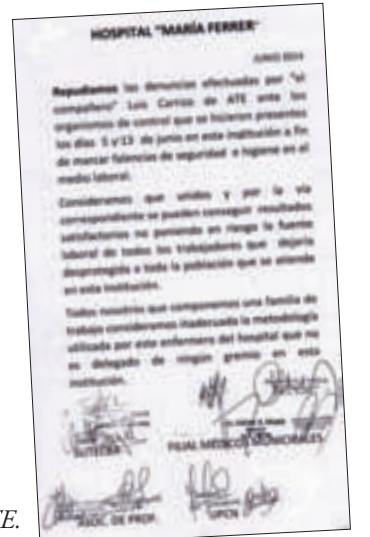 HOSPITAL "MARÍA FERRER"
JUNIO 2014
Repudiamos las denuncias efectuadas por "el
compañero" Luis Carrizo de ATE ante los
organismos de control que se hicieron presentes
los días 5 y 13 de junio en esta institución a fin
de marcar falencias de seguridad e higiene en el
medio laboral.
Consideramos que unidos y por la vía
correspondiente se pueden conseguir resultados
satisfactorios no poniendo en riesgo la fuente
laboral de todos los trabajadores que dejaría
desprotegida a toda la población que se atiende
en esta institución.
Todos nosotros que componemos una familia de
trabajo consideramos inadecuada la metodología
utilizada por este enfermero del hospital que no
es delegado de ningún gremio en esta
institución.
SUTECBA
FILIAL MÉDICOS MUNICIPALES
ASOC. DE PROF.
UPCN
TE.